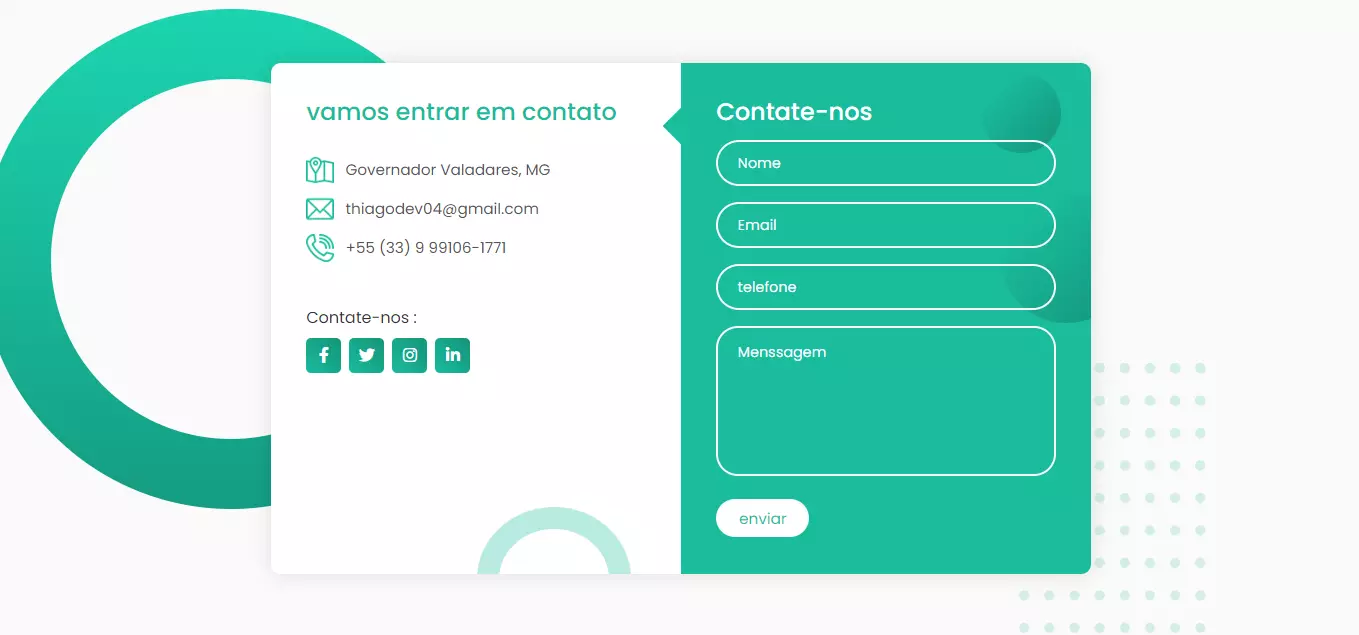 vamos entrar em contato
Governador Valadares, MG
thiagodev04@gmail.com
+55 (33) 9 99106-1771
Contate-nos :
Contate-nos
Nome
Email
telefone
Menssagem
enviar